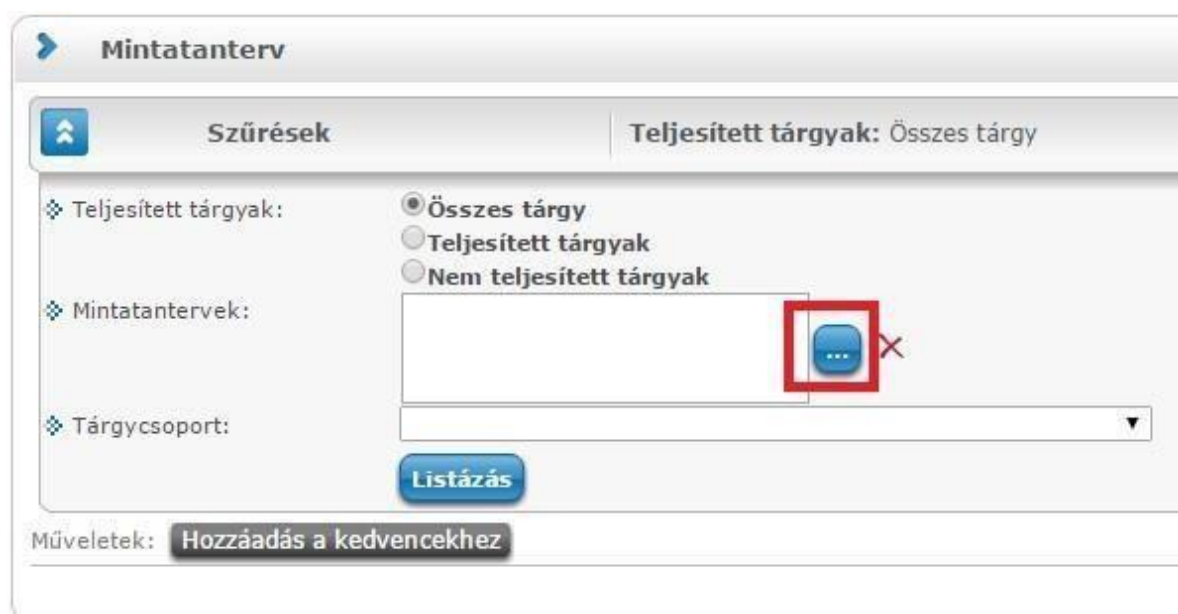 Mintatanterv
Szűrések Teljesített tárgyak: Összes tárgy
Teljesített tárgyak: Összes tárgy
Teljesített tárgyak
Nem teljesített tárgyak
Mintatantervek:
...
Tárgycsoport:
Listázás
Műveletek: Hozzáadás a kedvencekhez